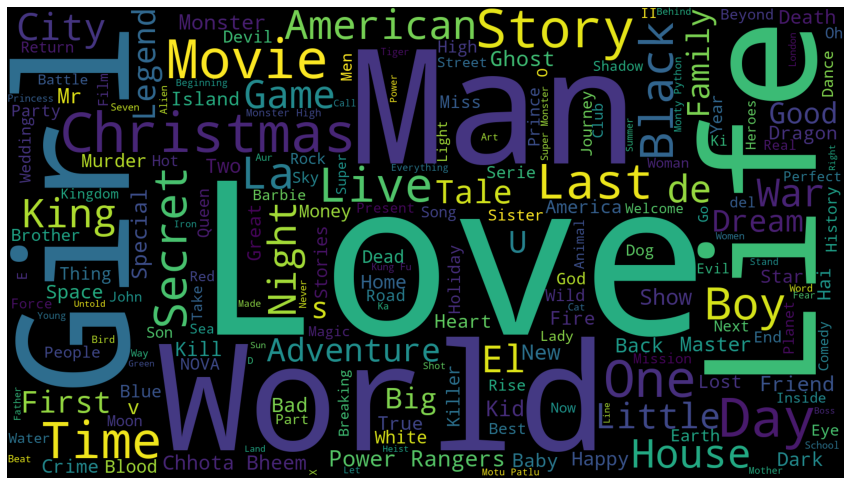 City
Return
Monster
Devil
American
Story
II
Behind
Beyond
Death
Oh
Girl
Legend
Movie
Men
High
Street
Tiger
Man
Ghost
O
Shadow
Black
Monty Python
Family
London
Dance
Battle
Film
Island
Game
Beginning
Power
Miss
Prince
Super Monster
Journey
Club
Year
Heroes
Good
Life
Mr
Princess
Seven
Alien
Call
Monster High
Light
Art
Summer
Dragon
Party
Wedding
Christmas
Everything
Woman
Ki
Real
Murder
Hot
Aur
Two
Rock
Sky
Super
La
Live
Tale
Serie
Last
de
War
Perfect
Right
Kingdom
King
Special
Secret
Queen
Barbie
Great
Money
Present
Song
Sister
America
Welcome
Go
del
Dream
History
Brother
Iron
Night
Stories
Love
U
Animal
Women
Stand
Thing
E
Space
John
Take
Red
Dead
Kung Fu
Home
Road
Ka
Dog
God
Wild
Evil
Star
Hai
Force
Untold
Made
Never
s
Holiday
Heart
Fire
Show
Boy
Word
Fear
Planet
Young
Bird
Son
Sea
Magic
Lady
Next
People
Way
Green
Kill
Sun
D
Adventure
Shot
El
New
Back
Master
End
Comedy
Mission
Father
First
v
Blue
NOVA
World
Bad
Part
Big
Breaking
True
Killer
Rise
Kid
Best
Now
Line
One
Lost
Friend
Inside
Little
Day
Boss
Water
Moon
Time
White
Earth
Eye
School
Beat
Crime
Blood
Chhota Bheem
Land
X
Heist
Let
Power Rangers
Motu Patlu
Baby
Happy
House
Dark
Mother
Cat